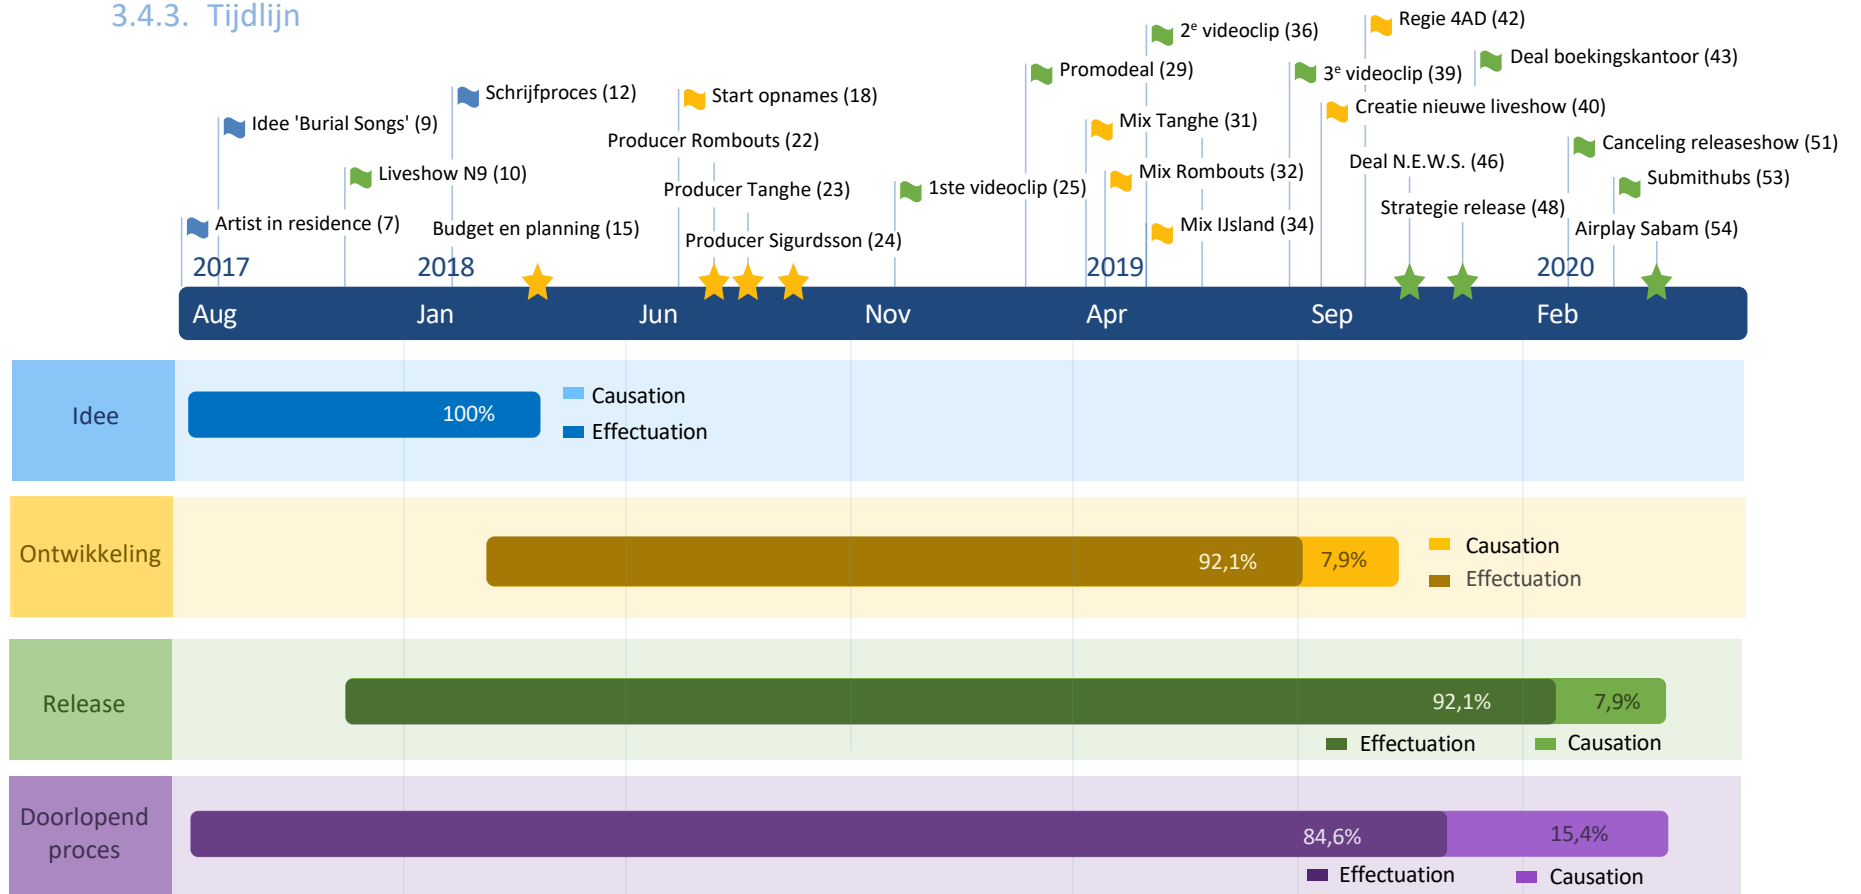 3.4.3. Tijdlijn
Regie 4AD (42)
2e videoclip (36)
Deal boekingskantoor (43)
Promodeal (29)
3e videoclip (39)
Schrijfproces (12)
Start opnames (18)
Creatie nieuwe liveshow (40)
Idee 'Burial Songs' (9)
Mix Tanghe (31)
Producer Rombouts (22)
Canceling releaseshow (51)
Deal N.E.W.S. (46)
Liveshow N9 (10)
Mix Rombouts (32)
Submithubs (53)
Producer Tanghe (23)
1ste videoclip (25)
Strategie release (48)
Artist in residence (7)
Budget en planning (15)
Mix IJsland (34)
Airplay Sabam (54)
Producer Sigurdsson (24)
2017 2018 2019 2020
Aug Jan Jun Nov Apr Sep Feb
Idee
100%
Causation
Effectuation
Ontwikkeling
92,1% 7,9%
Causation
Effectuation
Release
92,1% 7,9%
Effectuation Causation
Doorlopend
proces
84,6% 15,4%
Effectuation Causation